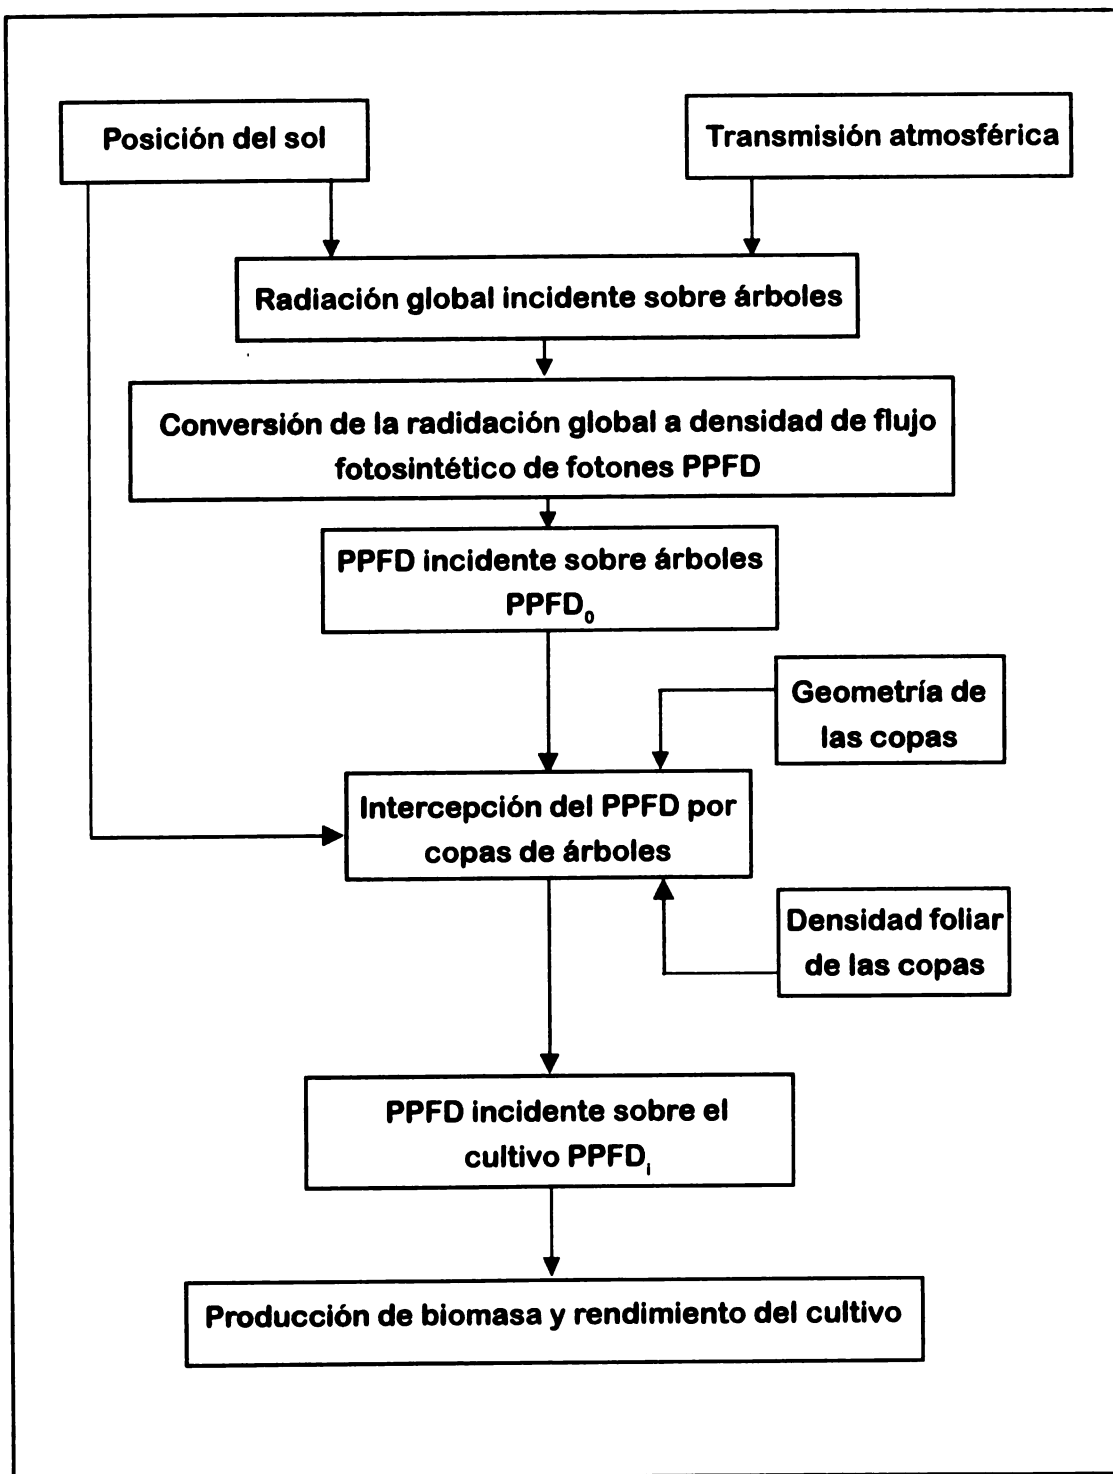 Posición del sol
Transmisión atmosférica
Radiación global incidente sobre árboles
Conversión de la radidación global a densidad de flujo
fotosintético de fotones PPFD
PPFD incidente sobre árboles
PPFD₀
Geometría de
las copas
Intercepción del PPFD por
copas de árboles
Densidad foliar
de las copas
PPFD incidente sobre el
cultivo PPFDᵢ
Producción de biomasa y rendimiento del cultivo